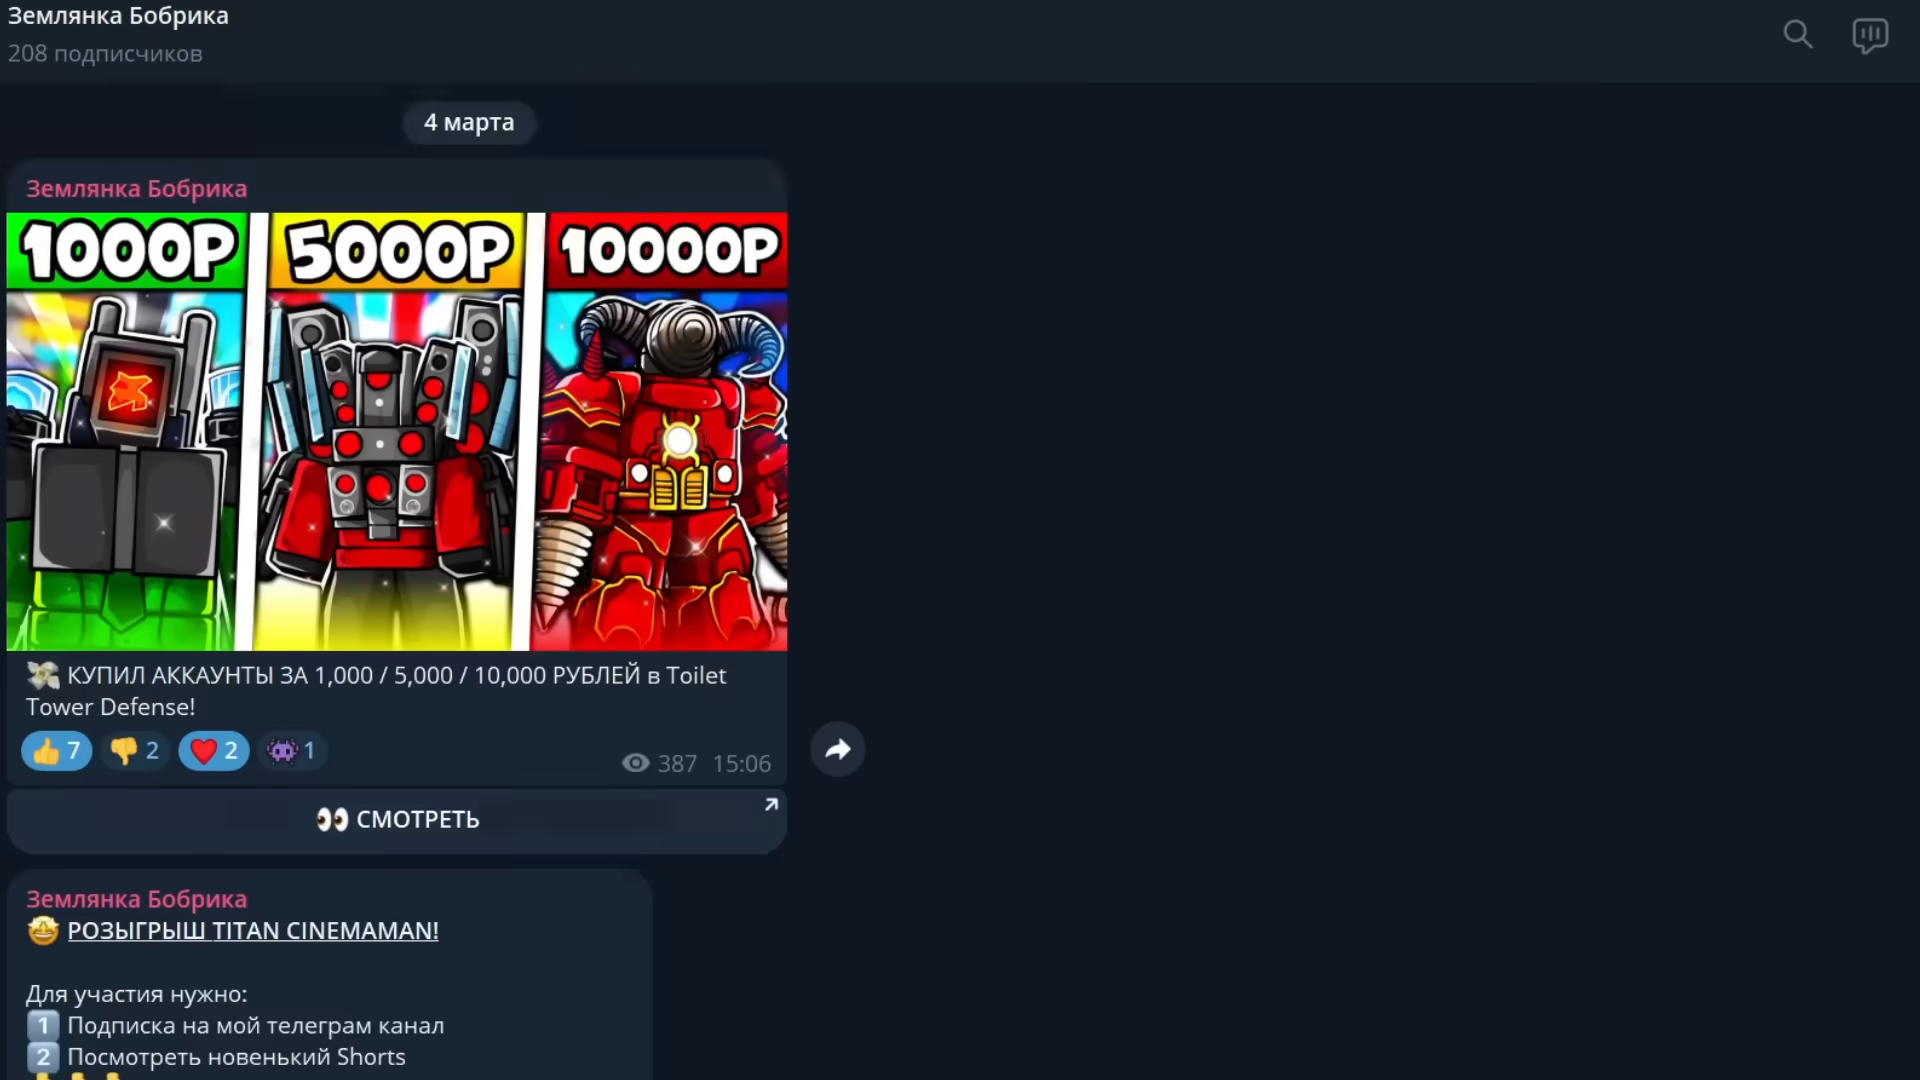 Землянка Бобрика
208 подписчиков
4 марта
Землянка Бобрика
1000Р 5000Р 10000Р
💸 КУПИЛ АККАУНТЫ ЗА 1,000 / 5,000 / 10,000 РУБЛЕЙ в Toilet
Tower Defense!
👍 7 👎 2 ❤️ 2 👾 1 387 15:06
👀 СМОТРЕТЬ
Землянка Бобрика
🤩 РОЗЫГРЫШ TITAN CINEMAMAN!
Для участия нужно:
1️⃣ Подписка на мой телеграм канал
2️⃣ Посмотреть новенький Shorts